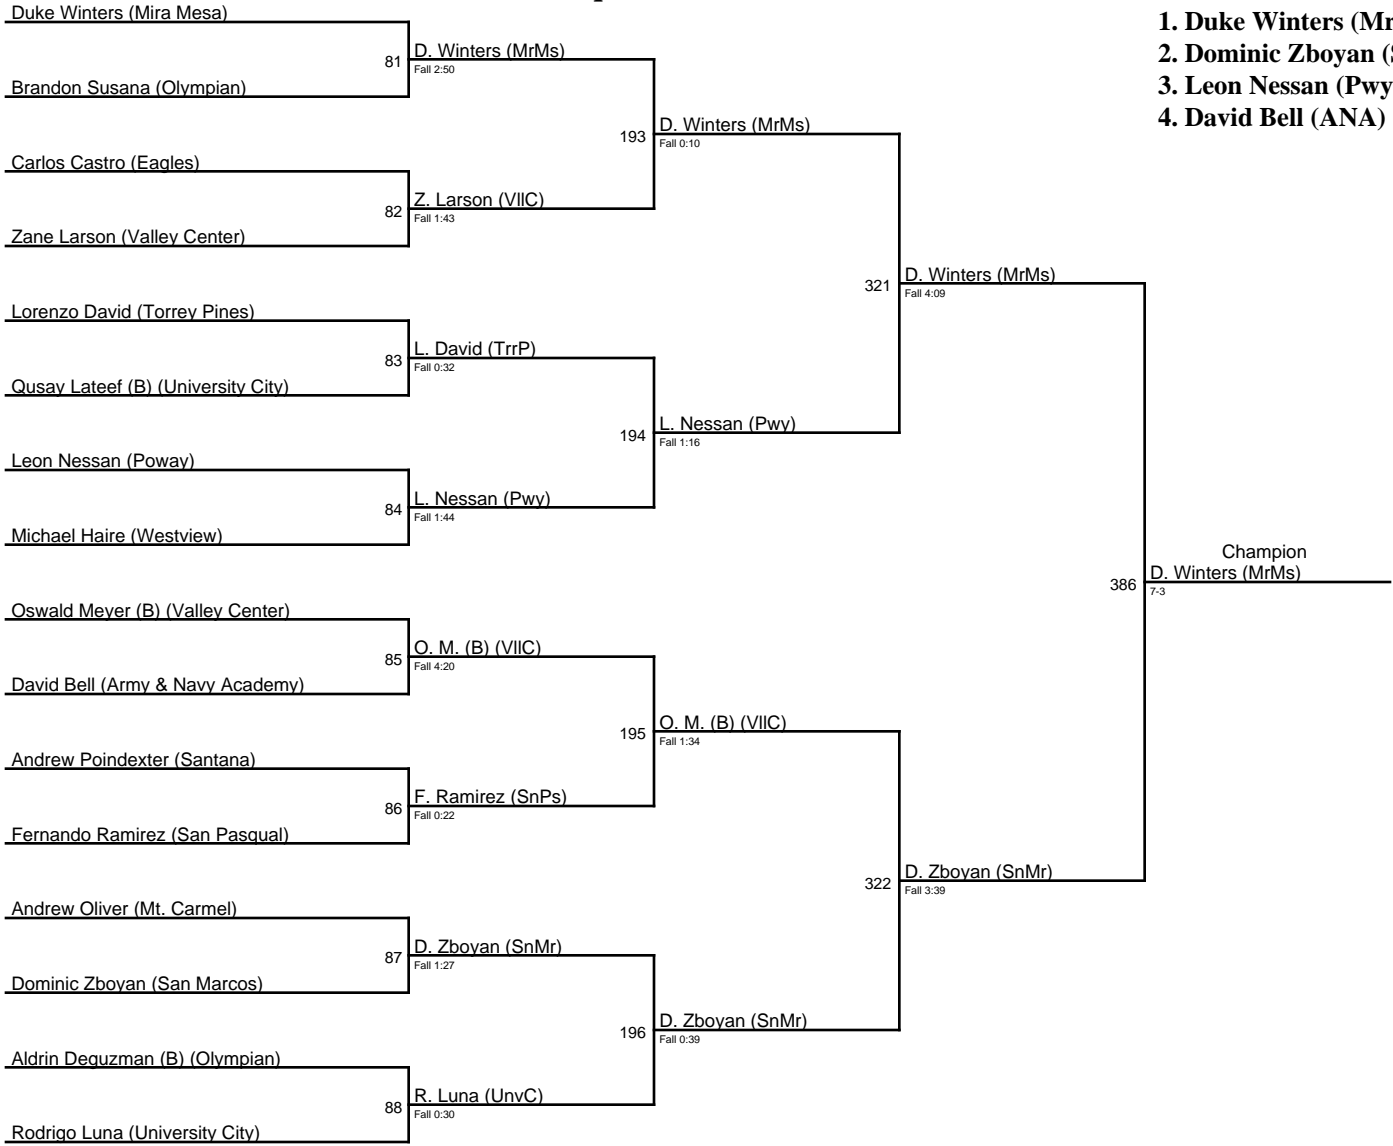 Duke Winters (Mira Mesa)
81
D. Winters (MrMs)
Fall 2:50
Brandon Susana (Olympian)
193
D. Winters (MrMs)
Fall 0:10
Carlos Castro (Eagles)
82
Z. Larson (VllC)
Fall 1:43
Zane Larson (Valley Center)
321
D. Winters (MrMs)
Fall 4:09
Lorenzo David (Torrey Pines)
83
L. David (TrrP)
Fall 0:32
Qusay Lateef (B) (University City)
194
L. Nessan (Pwy)
Fall 1:16
Leon Nessan (Poway)
84
L. Nessan (Pwy)
Fall 1:44
Michael Haire (Westview)
386
Champion
D. Winters (MrMs)
7-3
Oswald Meyer (B) (Valley Center)
85
O. M. (B) (VllC)
Fall 4:20
David Bell (Army & Navy Academy)
195
O. M. (B) (VllC)
Fall 1:34
Andrew Poindexter (Santana)
86
F. Ramirez (SnPs)
Fall 0:22
Fernando Ramirez (San Pasqual)
322
D. Zboyan (SnMr)
Fall 3:39
Andrew Oliver (Mt. Carmel)
87
D. Zboyan (SnMr)
Fall 1:27
Dominic Zboyan (San Marcos)
196
D. Zboyan (SnMr)
Fall 0:39
Aldrin Deguzman (B) (Olympian)
88
R. Luna (UnvC)
Fall 0:30
Rodrigo Luna (University City)
1. Duke Winters (Mr
2. Dominic Zboyan (
3. Leon Nessan (Pwy
4. David Bell (ANA)